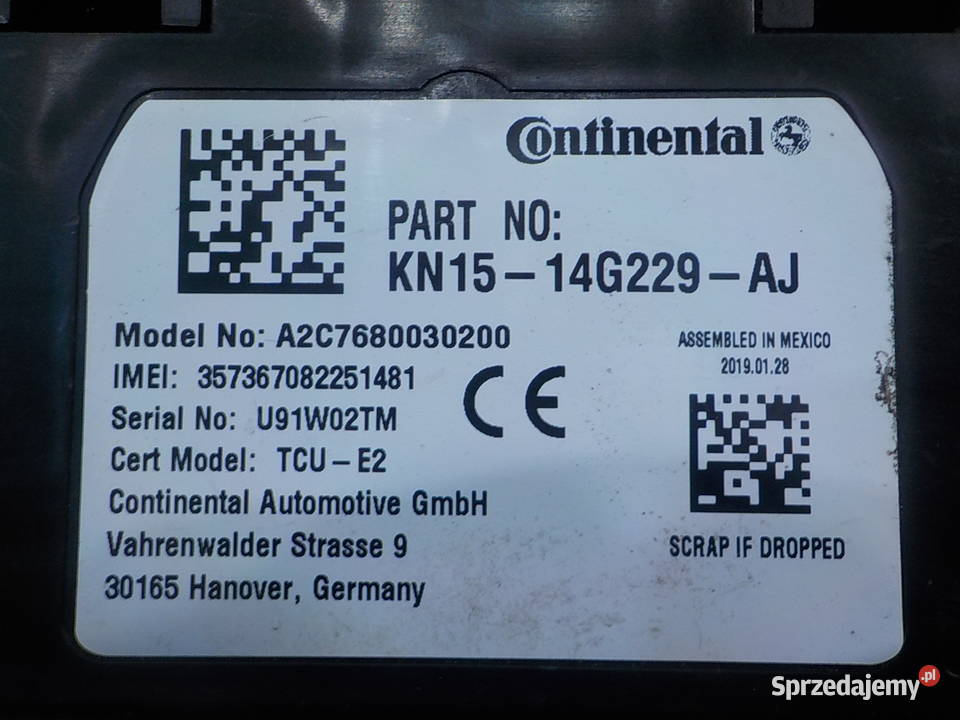 Continental
PART NO:
KN15-14G229-AJ
Model No: A2C7680030200
IMEI: 357367082251481
Serial No: U91W02TM
Cert Model: TCU-E2
Continental Automotive GmbH
Vahrenwalder Strasse 9
30165 Hanover, Germany
CE
ASSEMBLED IN MEXICO
2019.01.28
SCRAP IF DROPPED
Sprzedajemy.pl